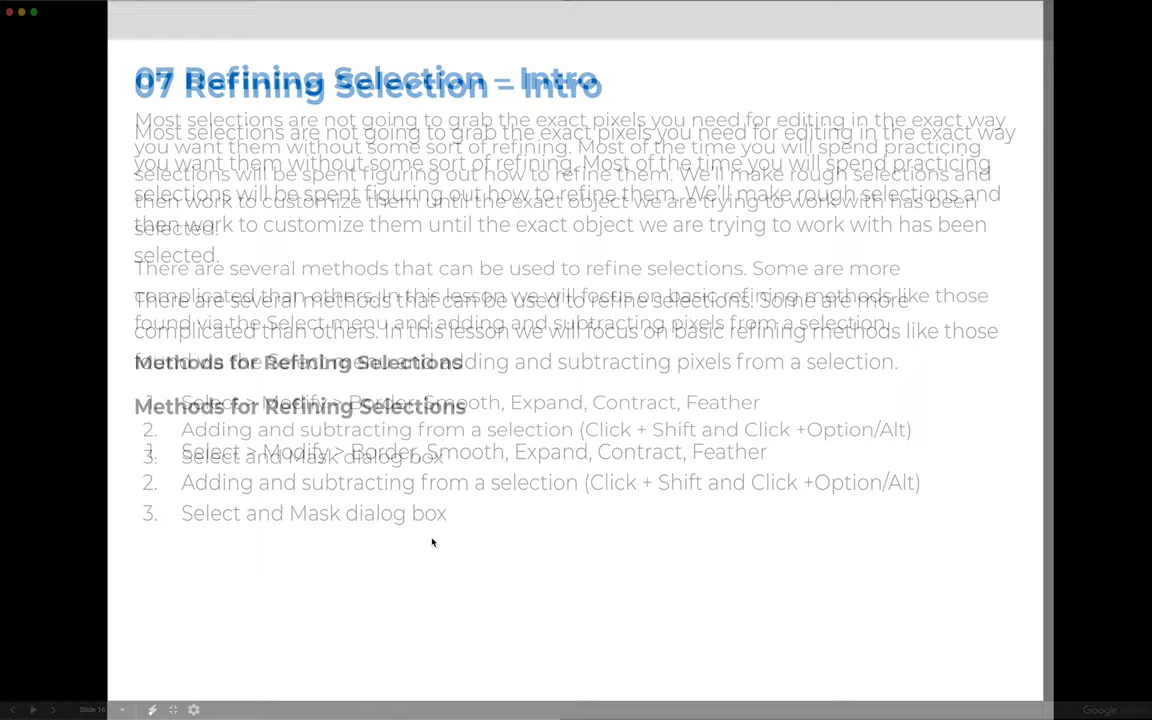 07 Refining Selection – Intro
Most selections are not going to grab the exact pixels you need for editing in the exact way
you want them without some sort of refining. Most of the time you will spend practicing
selections will be spent figuring out how to refine them. We'll make rough selections and
then work to customize them until the exact object we are trying to work with has been
selected.
There are several methods that can be used to refine selections. Some are more
complicated than others. In this lesson we will focus on basic refining methods like those
found via the Select menu and adding and subtracting pixels from a selection.
Methods for Refining Selections
1. Select > Modify > Border, Smooth, Expand, Contract, Feather
2. Adding and subtracting from a selection (Click + Shift and Click +Option/Alt)
3. Select and Mask dialog box
Slide 16
Google